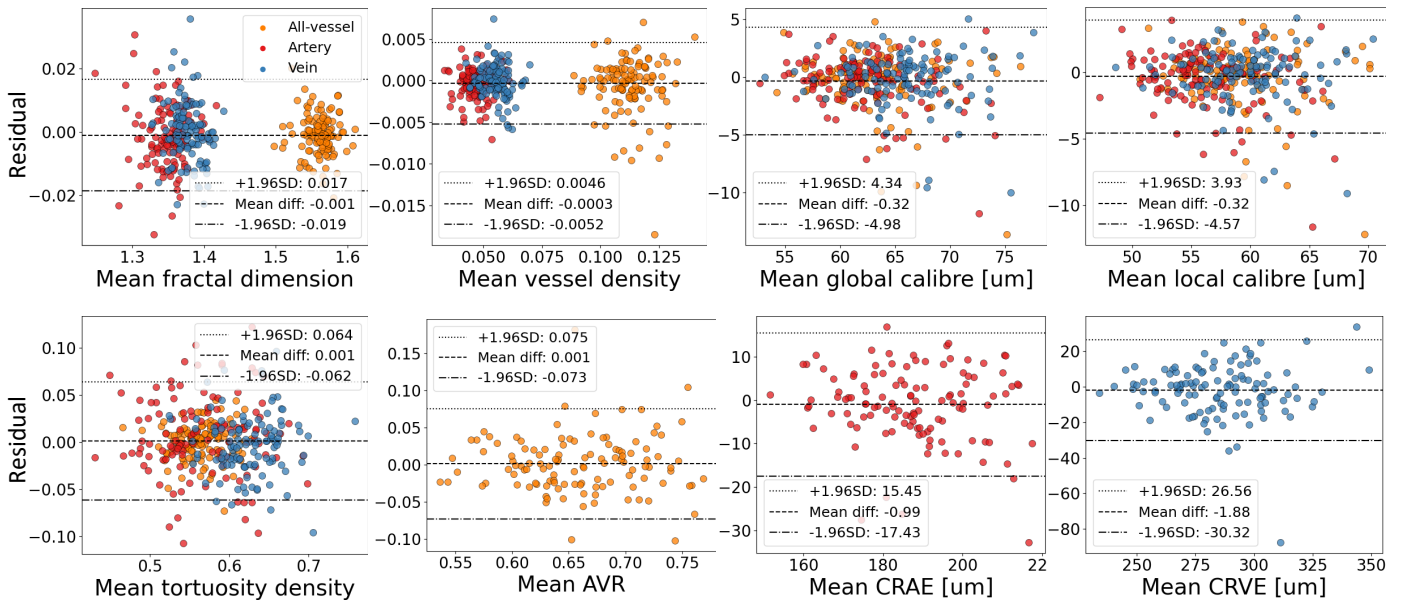 Residual
0.02
0.00
−0.02
1.3
1.4
1.5
1.6
Mean fractal dimension
All-vessel
Artery
Vein
+1.96SD: 0.017
Mean diff: -0.001
-1.96SD: -0.019
0.005
0.000
−0.005
−0.010
−0.015
0.050
0.075
0.100
0.125
Mean vessel density
+1.96SD: 0.0046
Mean diff: -0.0003
-1.96SD: -0.0052
5
0
−5
−10
55
60
65
70
75
Mean global calibre [um]
+1.96SD: 4.34
Mean diff: -0.32
-1.96SD: -4.98
0
−5
−10
50
55
60
65
70
Mean local calibre [um]
+1.96SD: 3.93
Mean diff: -0.32
-1.96SD: -4.57
Residual
0.10
0.05
0.00
−0.05
−0.10
0.5
0.6
0.7
Mean tortuosity density
+1.96SD: 0.064
Mean diff: 0.001
-1.96SD: -0.062
0.15
0.10
0.05
0.00
−0.05
−0.10
0.55
0.60
0.65
0.70
0.75
Mean AVR
+1.96SD: 0.075
Mean diff: 0.001
-1.96SD: -0.073
10
0
−10
−20
−30
160
180
200
22
Mean CRAE [um]
+1.96SD: 15.45
Mean diff: -0.99
-1.96SD: -17.43
20
0
−20
−40
−60
−80
250
275
300
325
350
Mean CRVE [um]
+1.96SD: 26.56
Mean diff: -1.88
-1.96SD: -30.32